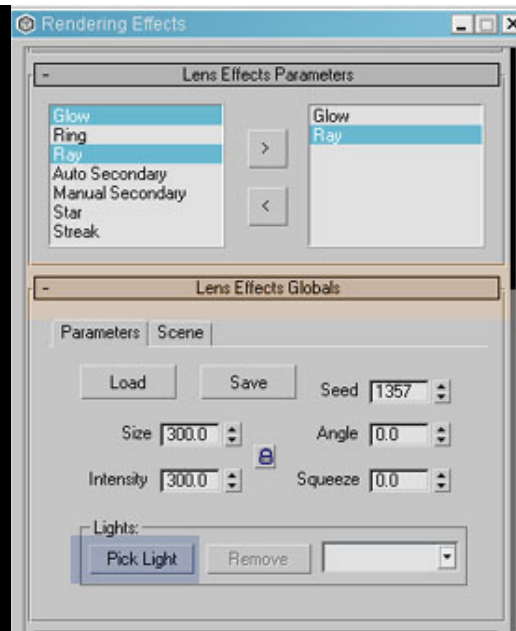 Rendering Effects
- Lens Effects Parameters
Glow
Ring
Ray
Auto Secondary
Manual Secondary
Star
Streak
>
<
Glow
Ray
- Lens Effects Globals
Parameters Scene
Load Save Seed 1357
Size 300.0 Angle 0.0
Intensity 300.0 Squeeze 0.0
Lights:
Pick Light Remove